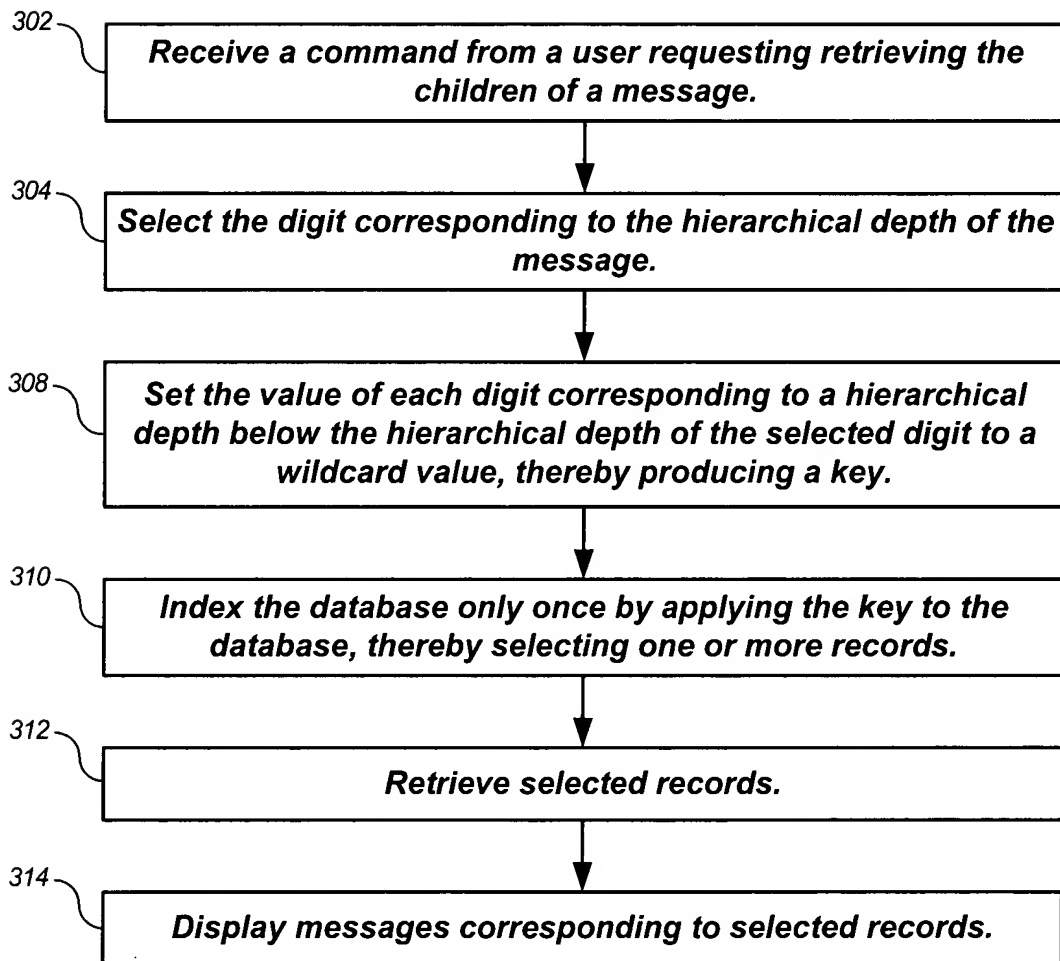 302
Receive a command from a user requesting retrieving the
children of a message.
304
Select the digit corresponding to the hierarchical depth of the
message.
308
Set the value of each digit corresponding to a hierarchical
depth below the hierarchical depth of the selected digit to a
wildcard value, thereby producing a key.
310
Index the database only once by applying the key to the
database, thereby selecting one or more records.
312
Retrieve selected records.
314
Display messages corresponding to selected records.